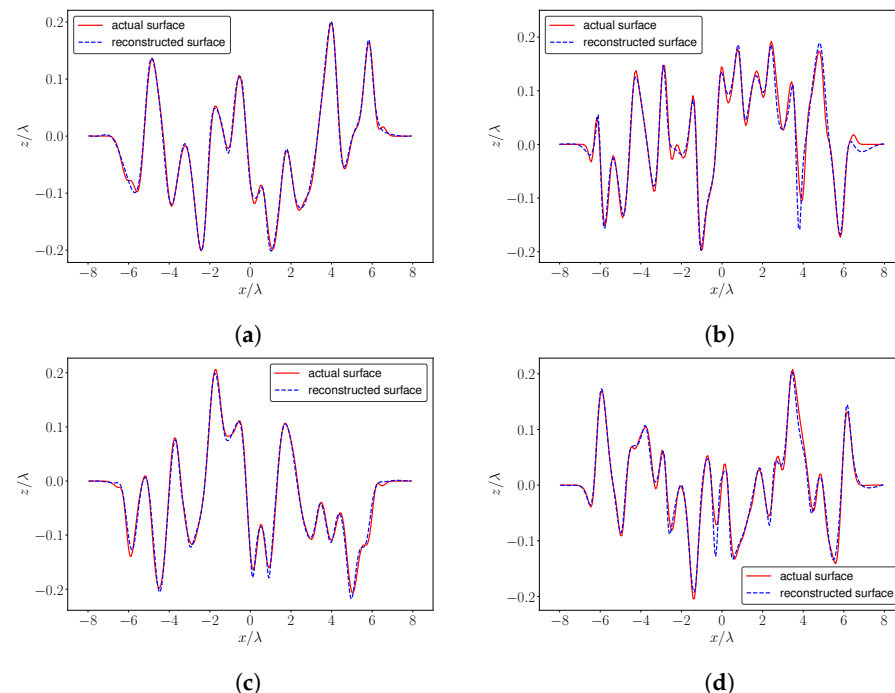 actual surface
reconstructed surface
0.2
0.1
0.0
−0.1
−0.2
z/λ
−8 −6 −4 −2 0 2 4 6 8
x/λ
(a)
actual surface
reconstructed surface
0.2
0.1
0.0
−0.1
−0.2
z/λ
−8 −6 −4 −2 0 2 4 6 8
x/λ
(b)
actual surface
reconstructed surface
0.2
0.1
0.0
−0.1
−0.2
z/λ
−8 −6 −4 −2 0 2 4 6 8
x/λ
(c)
0.2
0.1
0.0
−0.1
−0.2
z/λ
actual surface
reconstructed surface
−8 −6 −4 −2 0 2 4 6 8
x/λ
(d)